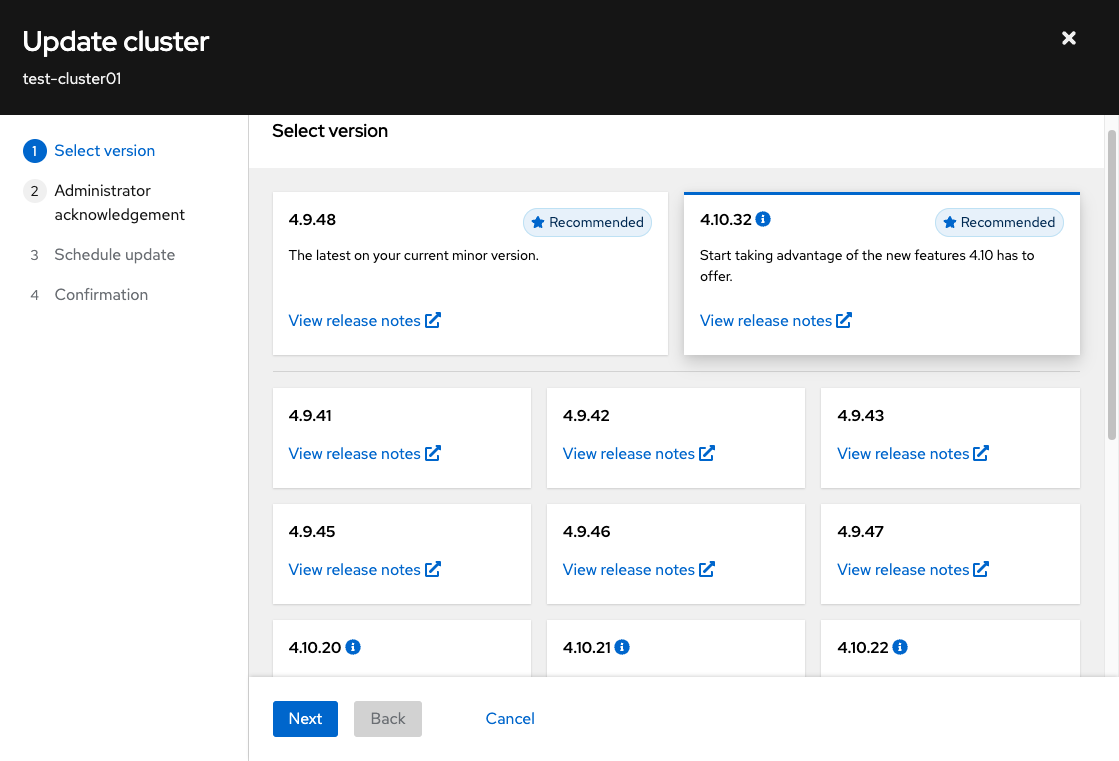 Update cluster
test-cluster01
1 Select version
2 Administrator
acknowledgement
3 Schedule update
4 Confirmation
Select version
4.9.48
Recommended
The latest on your current minor version.
View release notes
4.10.32
Recommended
Start taking advantage of the new features 4.10 has to
offer.
View release notes
4.9.41
View release notes
4.9.42
View release notes
4.9.43
View release notes
4.9.45
View release notes
4.9.46
View release notes
4.9.47
View release notes
4.10.20
4.10.21
4.10.22
Next
Back
Cancel